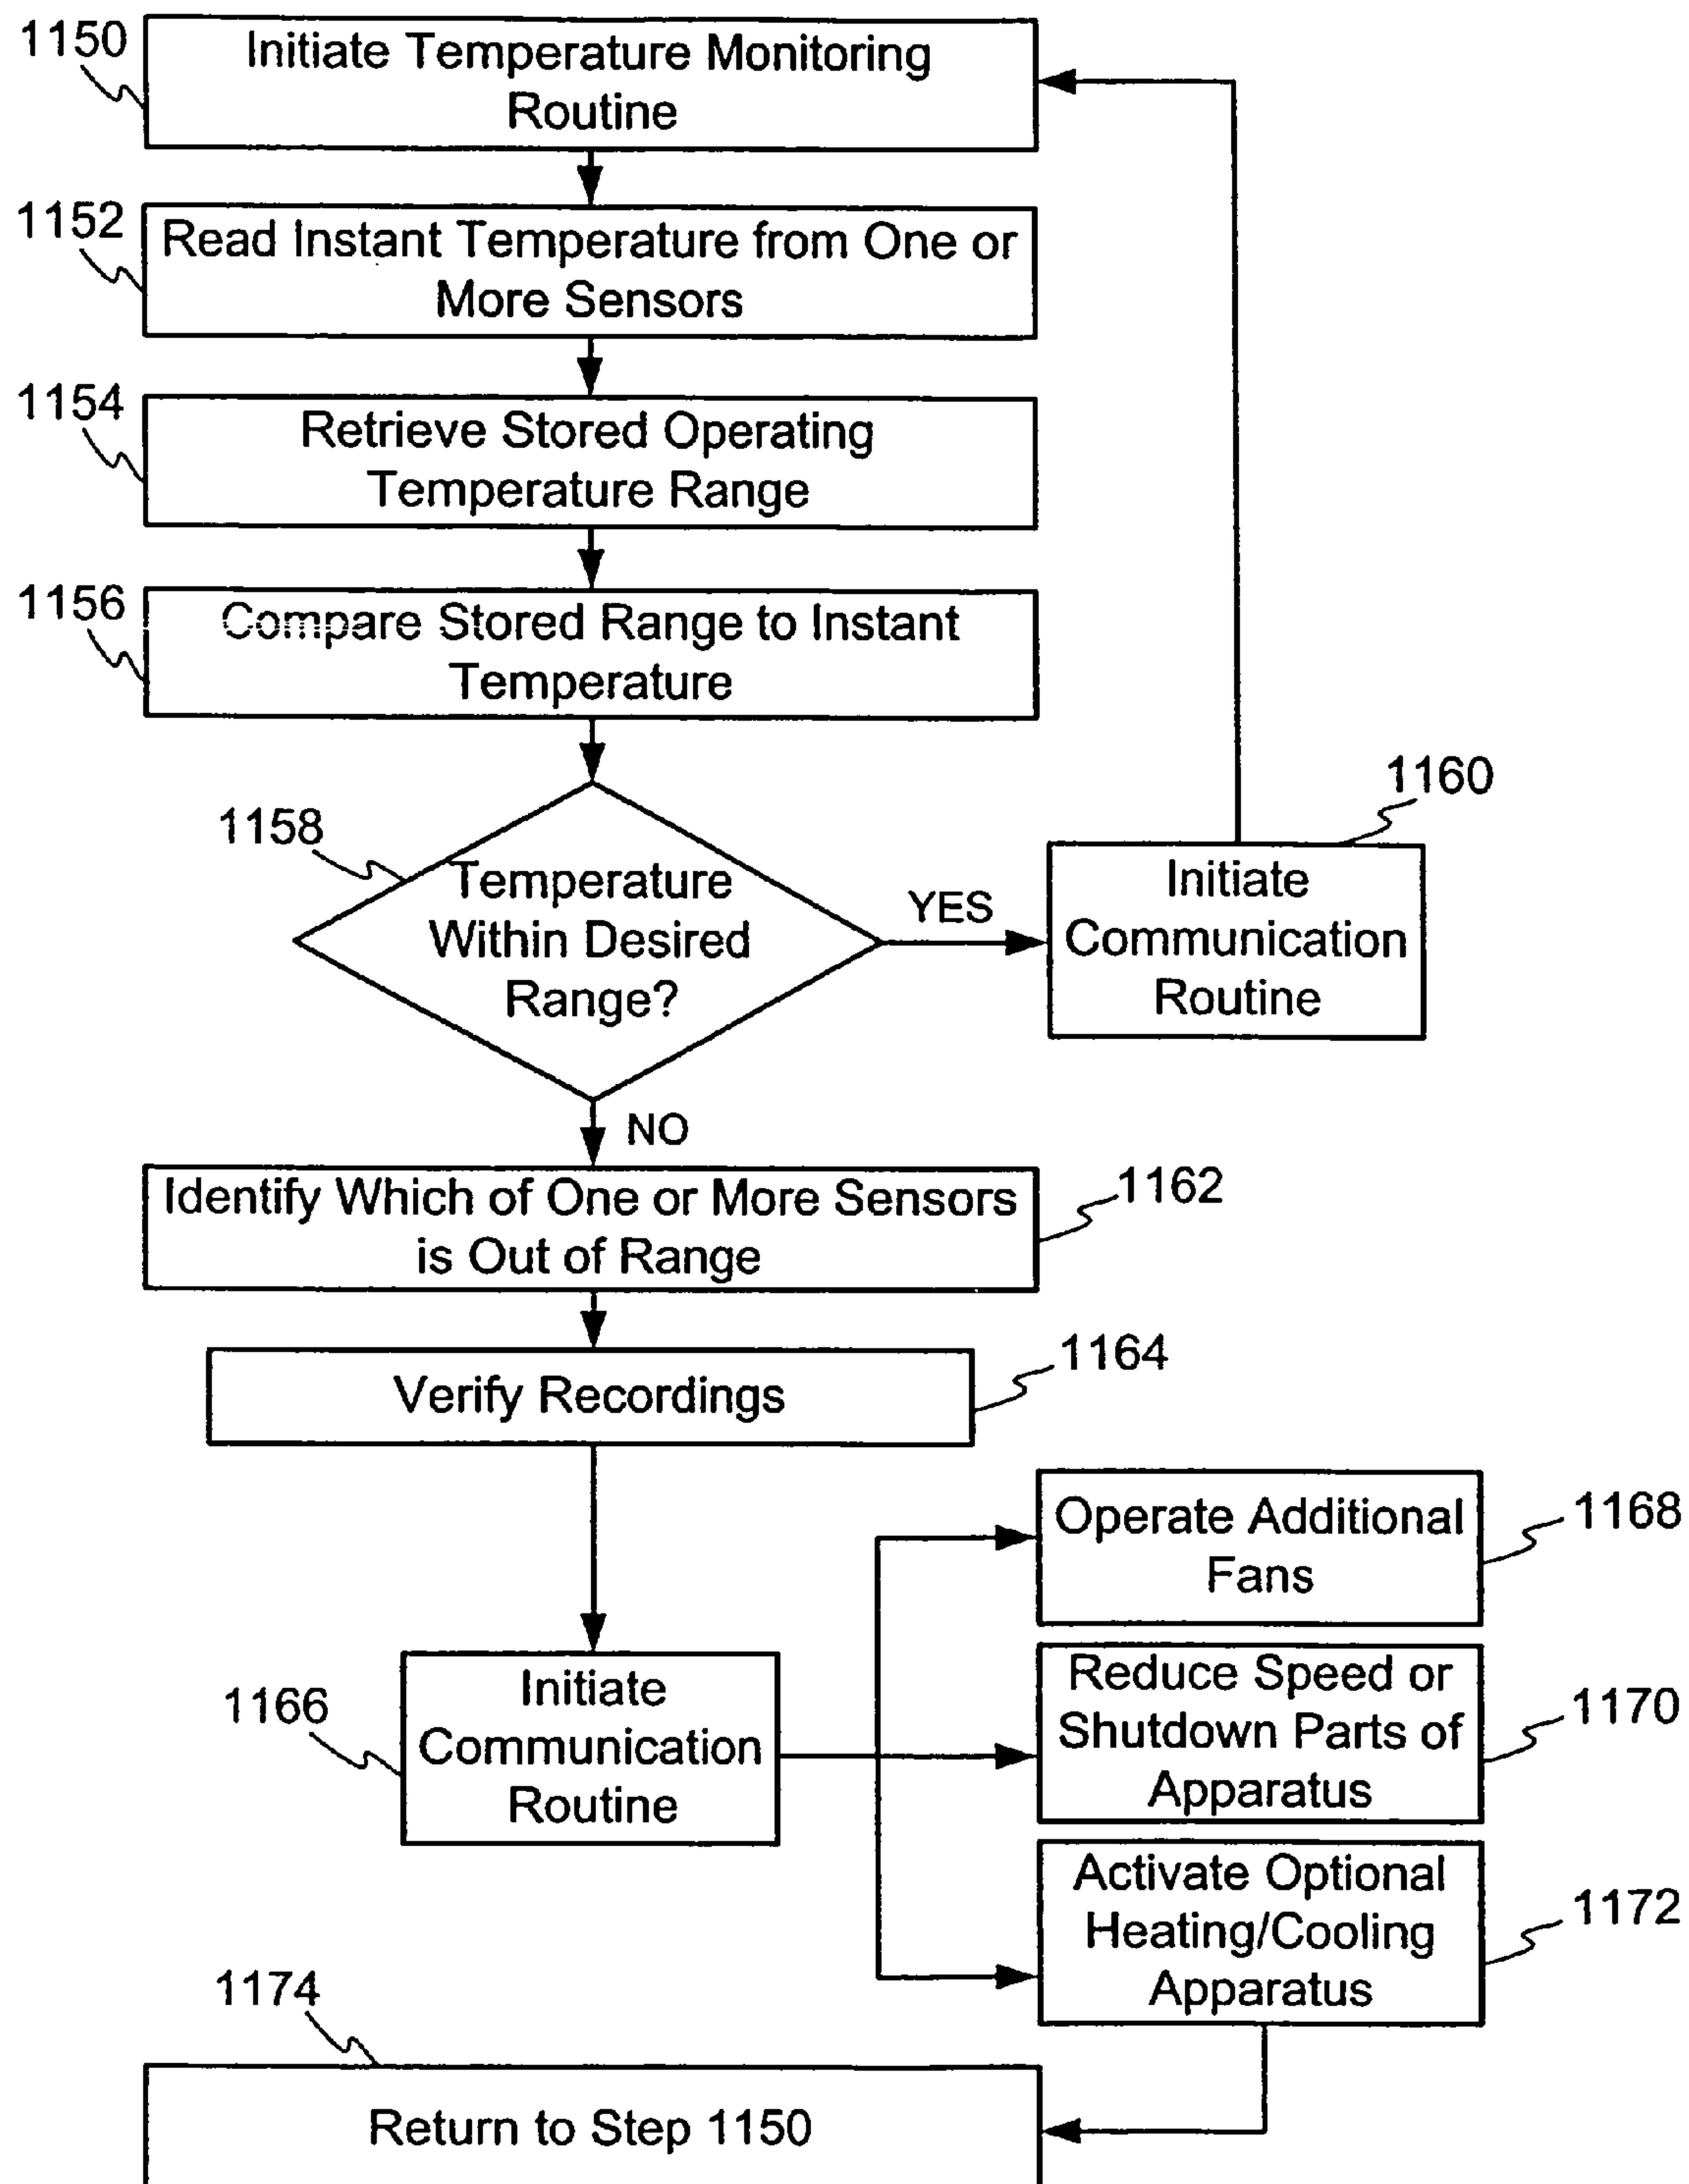 1150
Initiate Temperature Monitoring
Routine
1152
Read Instant Temperature from One or
More Sensors
1154
Retrieve Stored Operating
Temperature Range
1156
Compare Stored Range to Instant
Temperature
1158
Temperature
Within Desired
Range?
YES
1160
Initiate
Communication
Routine
NO
Identify Which of One or More Sensors
is Out of Range
1162
Verify Recordings
1164
1166
Initiate
Communication
Routine
Operate Additional
Fans
1168
Reduce Speed or
Shutdown Parts of
Apparatus
1170
Activate Optional
Heating/Cooling
Apparatus
1172
1174
Return to Step 1150